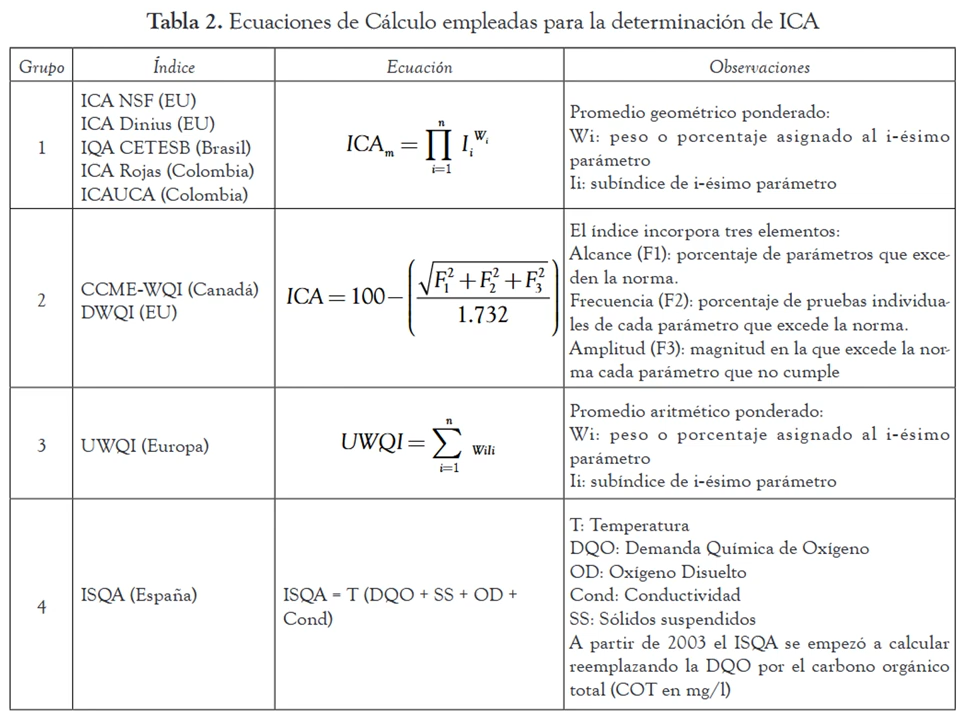 Tabla 2. Ecuaciones de Cálculo empleadas para la determinación de ICA
Grupo Índice Ecuación Observaciones
1
ICA NSF (EU)
ICA Dinius (EU)
IQA CETESB (Brasil)
ICA Rojas (Colombia)
ICAUCA (Colombia)
ICA_m = ∏_{i=1}^{n} I_i^{W_i}
Promedio geométrico ponderado:
Wi: peso o porcentaje asignado al i-ésimo
parámetro
Ii: subíndice de i-ésimo parámetro
2
CCME-WQI (Canadá)
DWQI (EU)
ICA = 100 − (√(F₁² + F₂² + F₃²) / 1.732)
El índice incorpora tres elementos:
Alcance (F1): porcentaje de parámetros que exce-
den la norma.
Frecuencia (F2): porcentaje de pruebas individua-
les de cada parámetro que excede la norma.
Amplitud (F3): magnitud en la que excede la nor-
ma cada parámetro que no cumple
3
UWQI (Europa)
UWQI = ∑_{i=1}^{n} WiIi
Promedio aritmético ponderado:
Wi: peso o porcentaje asignado al i-ésimo
parámetro
Ii: subíndice de i-ésimo parámetro
4
ISQA (España)
ISQA = T (DQO + SS + OD +
Cond)
T: Temperatura
DQO: Demanda Química de Oxígeno
OD: Oxígeno Disuelto
Cond: Conductividad
SS: Sólidos suspendidos
A partir de 2003 el ISQA se empezó a calcular
reemplazando la DQO por el carbono orgánico
total (COT en mg/l)